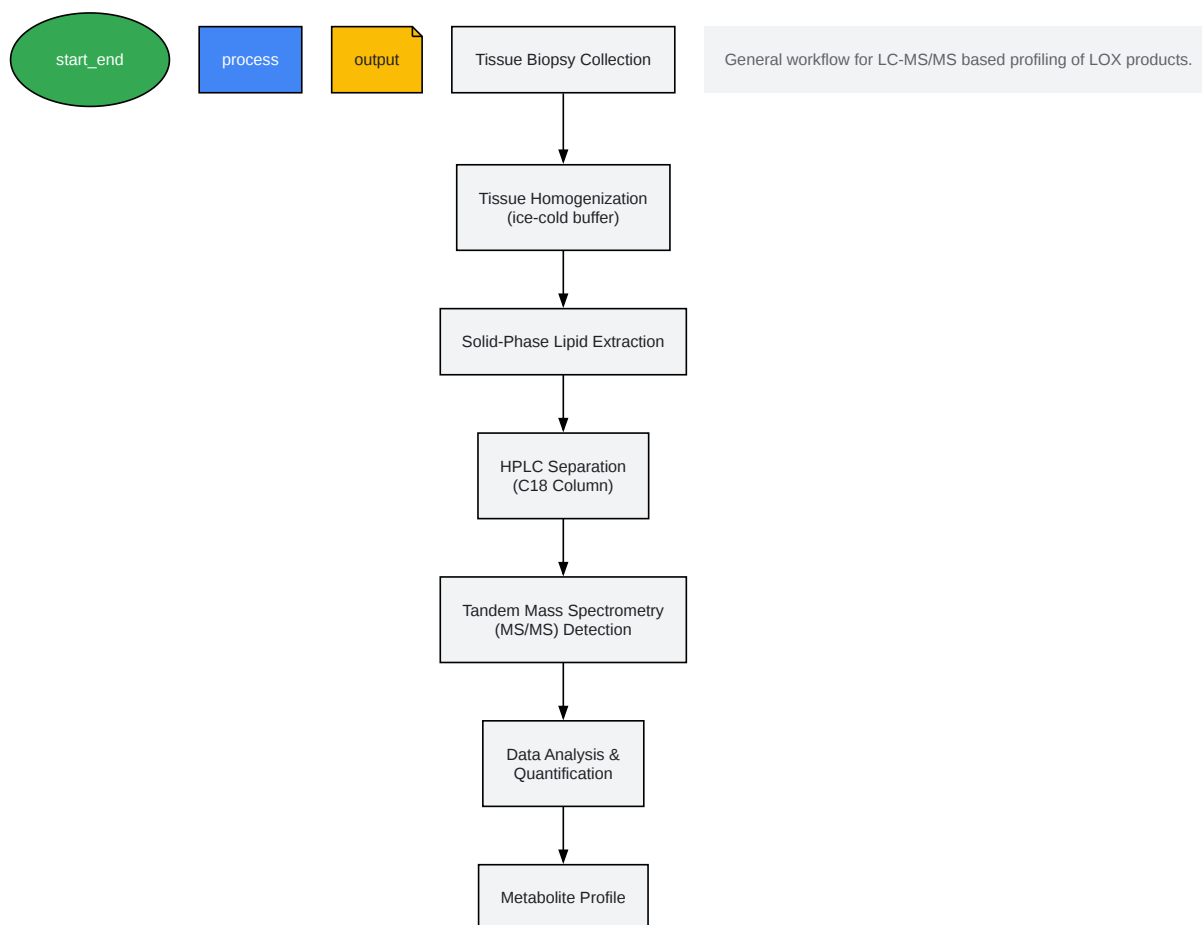 start_end
process
output
Tissue Biopsy Collection
General workflow for LC-MS/MS based profiling of LOX products.
Tissue Homogenization
(ice-cold buffer)
Solid-Phase Lipid Extraction
HPLC Separation
(C18 Column)
Tandem Mass Spectrometry
(MS/MS) Detection
Data Analysis &
Quantification
Metabolite Profile